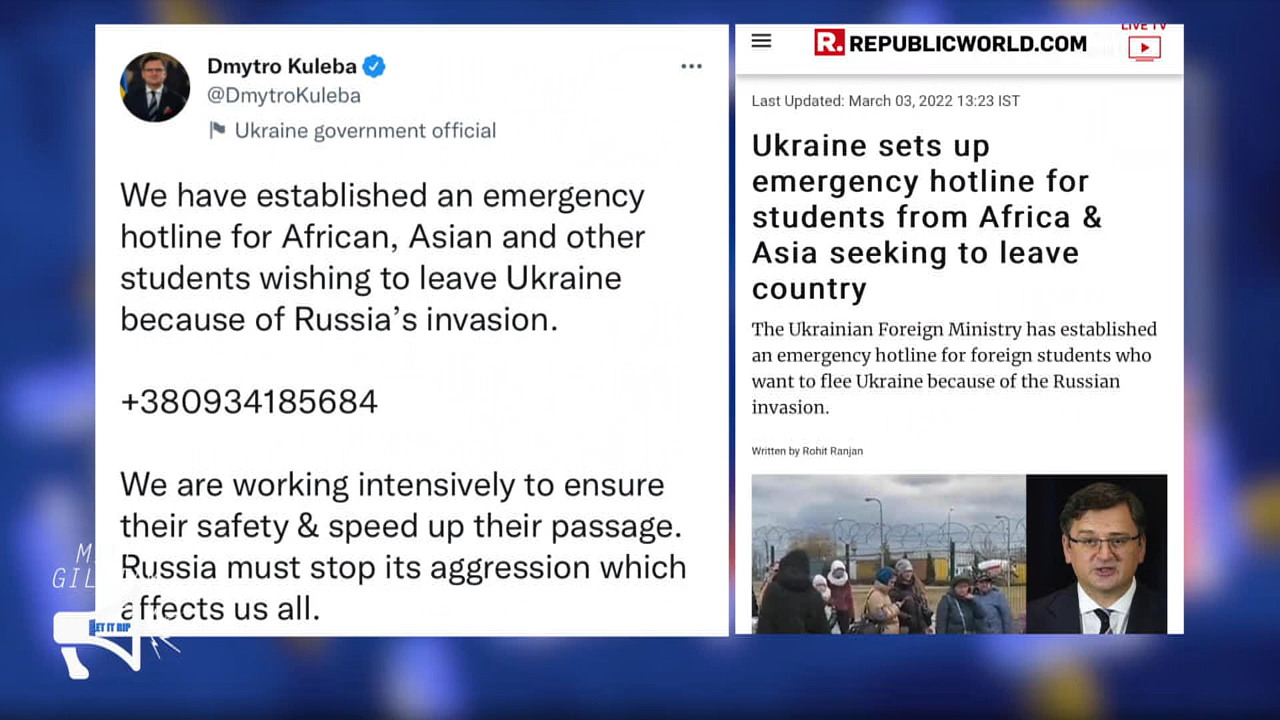 Dmytro Kuleba
@DmytroKuleba
Ukraine government official
We have established an emergency
hotline for African, Asian and other
students wishing to leave Ukraine
because of Russia's invasion.
+380934185684
We are working intensively to ensure
their safety & speed up their passage.
Russia must stop its aggression which
affects us all.
LIVE TV
R. REPUBLICWORLD.COM
Last Updated: March 03, 2022 13:23 IST
Ukraine sets up
emergency hotline for
students from Africa &
Asia seeking to leave
country
The Ukrainian Foreign Ministry has established
an emergency hotline for foreign students who
want to flee Ukraine because of the Russian
invasion.
Written by Rohit Ranjan
LET IT RIP